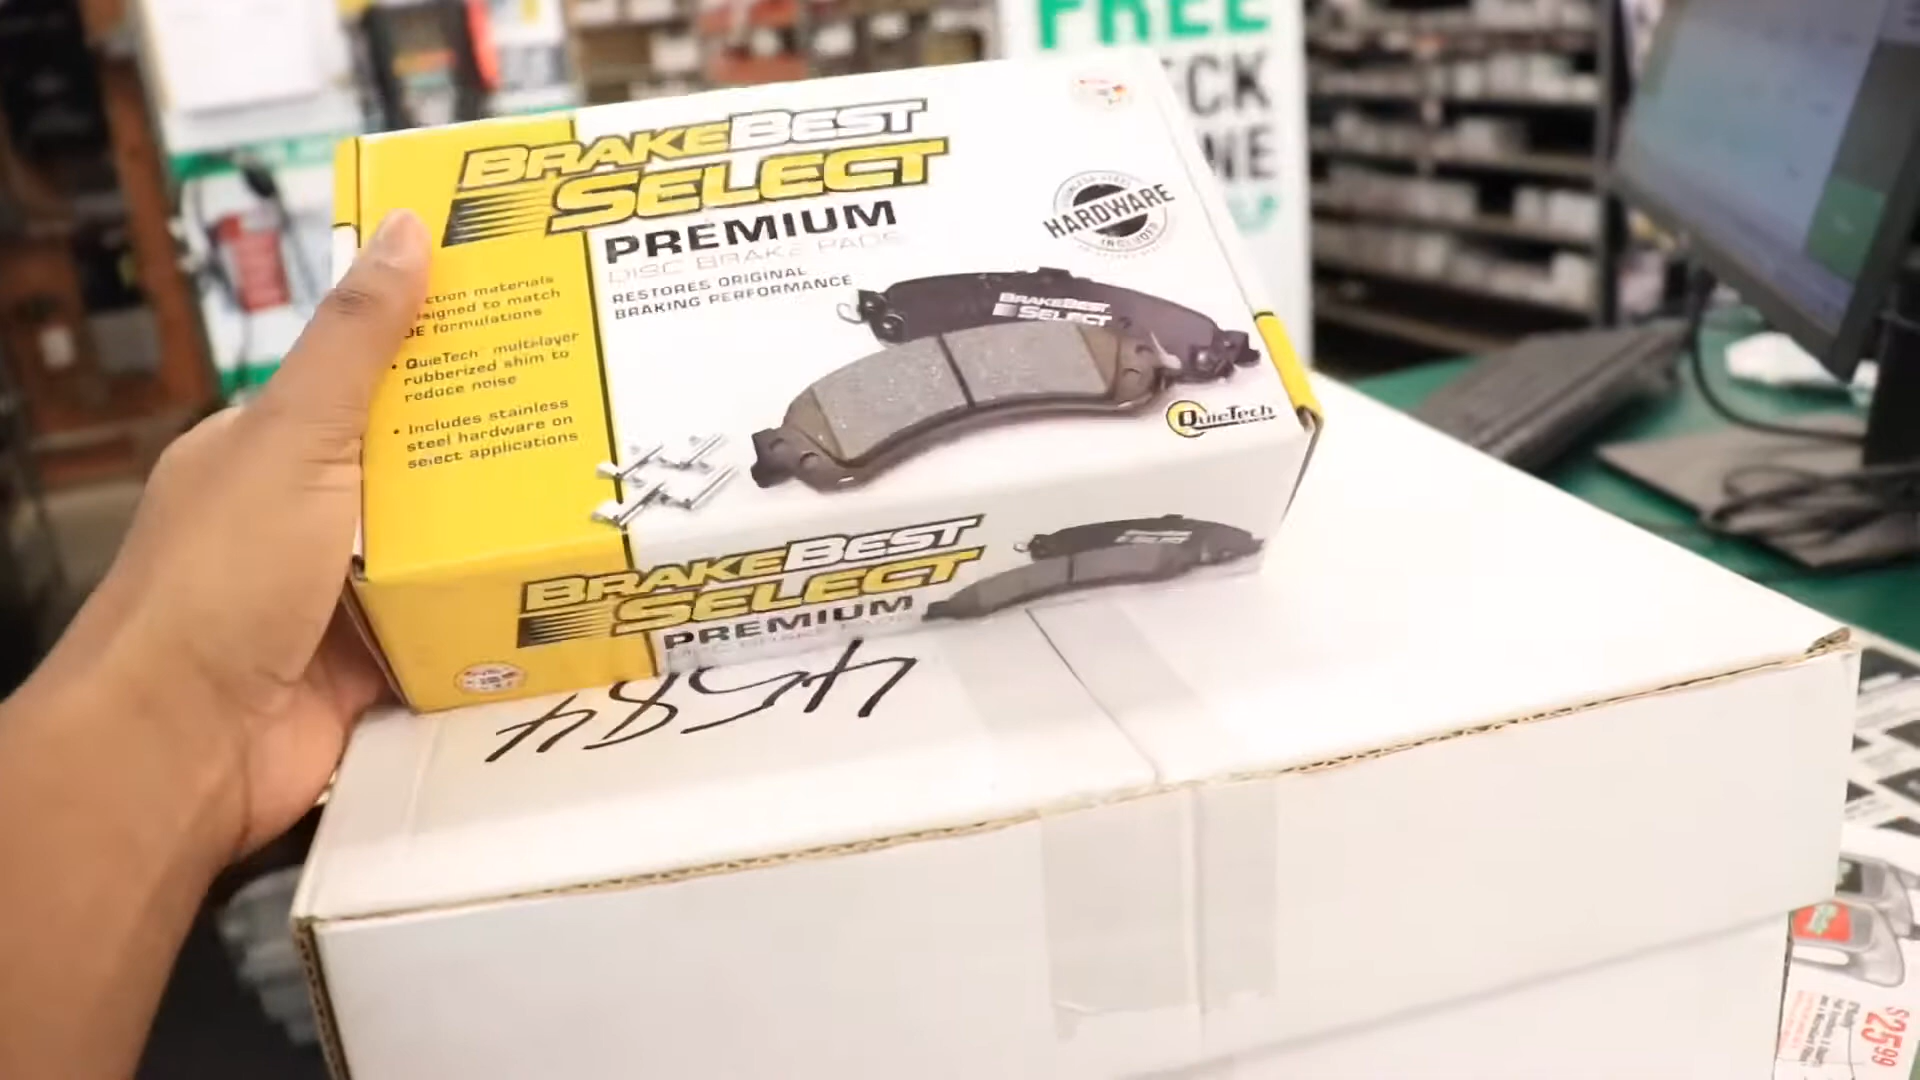 FREE
BRAKEBEST
SELECT
PREMIUM
DISC BRAKE PADS
RESTORES ORIGINAL
BRAKING PERFORMANCE
HARDWARE
INCLUDED
designed to match
OE formulations
• QuieTech™ multi-layer
rubberized shim to
reduce noise
• Includes stainless
steel hardware on
select applications
BRAKEBEST
SELECT
QuieTech
BRAKEBEST
SELECT
PREMIUM
DISC BRAKE PADS
4584
$25.99